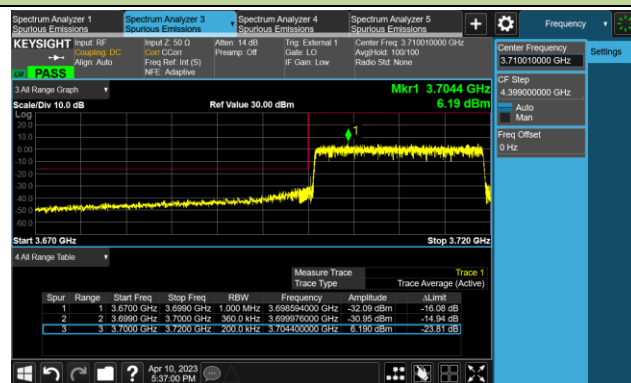 Spectrum Analyzer 1
Spurious Emissions
Spectrum Analyzer 3
Spurious Emissions
Spectrum Analyzer 4
Spurious Emissions
Spectrum Analyzer 5
Spurious Emissions
Frequency
KEYSIGHT Input: RF
Coupling: DC
Align: Auto
Input Z: 50 Ω
Corr CCorr
Freq Ref: Int (S)
NFE: Adaptive
Atten: 14 dB
Preamp: Off
Trig: External 1
Gate: LO
IF Gain: Low
Center Freq: 3.710010000 GHz
Avg|Hold: 100/100
Radio Std: None
PASS
Center Frequency
3.710010000 GHz
Settings
CF Step
4.399000000 GHz
Auto
Man
Freq Offset
0 Hz
3 All Range Graph
Mkr1 3.7044 GHz
6.19 dBm
Scale/Div 10.0 dB
Ref Value 30.00 dBm
Log
20.0
10.0
0.00
-10.0
-20.0
-30.0
-40.0
-50.0
-60.0
1
Start 3.670 GHz
Stop 3.720 GHz
4 All Range Table
Measure Trace Trace 1
Trace Type Trace Average (Active)
Spur Range Start Freq Stop Freq RBW Frequency Amplitude ΔLimit
1 1 3.6700 GHz 3.6990 GHz 1.000 MHz 3.698594000 GHz -32.09 dBm -16.08 dB
2 2 3.6990 GHz 3.7000 GHz 360.0 kHz 3.699976000 GHz -30.95 dBm -14.94 dB
3 3 3.7000 GHz 3.7200 GHz 200.0 kHz 3.704400000 GHz 6.190 dBm -23.81 dB
Apr 10, 2023
5:37:00 PM